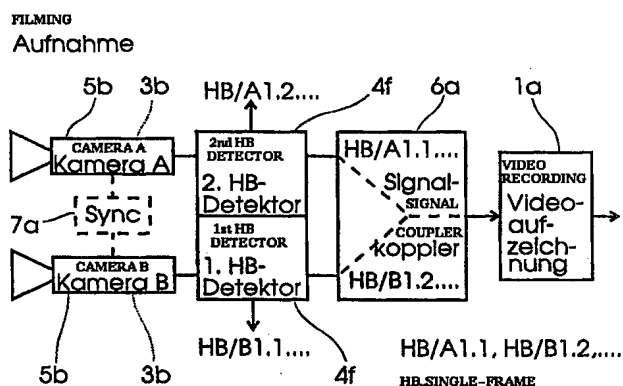 FILMING
Aufnahme
5b 3b HB/A1.2.... 4f 6a 1a
CAMERA A
Kamera A
2nd HB
DETECTOR
2. HB-
Detektor
HB/A1.1....
Signal-
SIGNAL
COUPLER
koppler
HB/B1.2....
VIDEO
RECORDING
Video-
auf-
zeich-
nung
7a
Sync
CAMERA B
Kamera B
1st HB
DETECTOR
1. HB-
Detektor
5b 3b HB/B1.1.... 4f
HB/A1.1, HB/B1.2,....
HB.SINGLE-FRAME